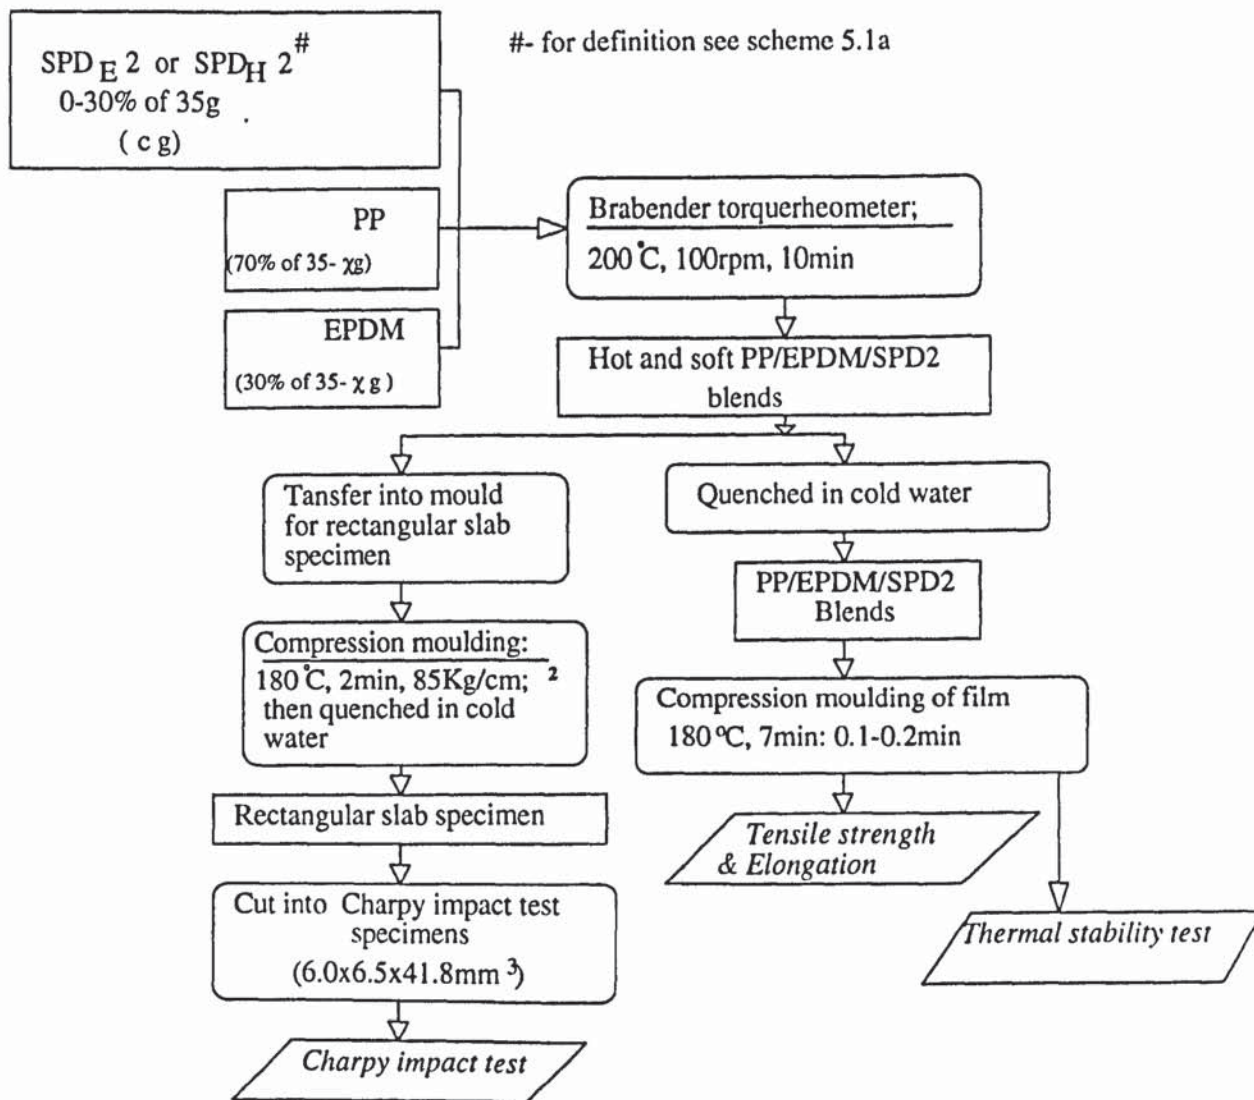 #- for definition see scheme 5.1a
SPD E 2 or SPD H 2 #
0-30% of 35g
( c g)
PP
(70% of 35- χg)
EPDM
(30% of 35- χ g )
Brabender torquerheometer;
200°C, 100rpm, 10min
Hot and soft PP/EPDM/SPD2
blends
Tansfer into mould
for rectangular slab
specimen
Compression moulding:
180°C, 2min, 85Kg/cm; 2
then quenched in cold
water
Rectangular slab specimen
Cut into Charpy impact test
specimens
(6.0x6.5x41.8mm 3)
Charpy impact test
Quenched in cold water
PP/EPDM/SPD2
Blends
Compression moulding of film
180°C, 7min: 0.1-0.2min
Tensile strength
& Elongation
Thermal stability test